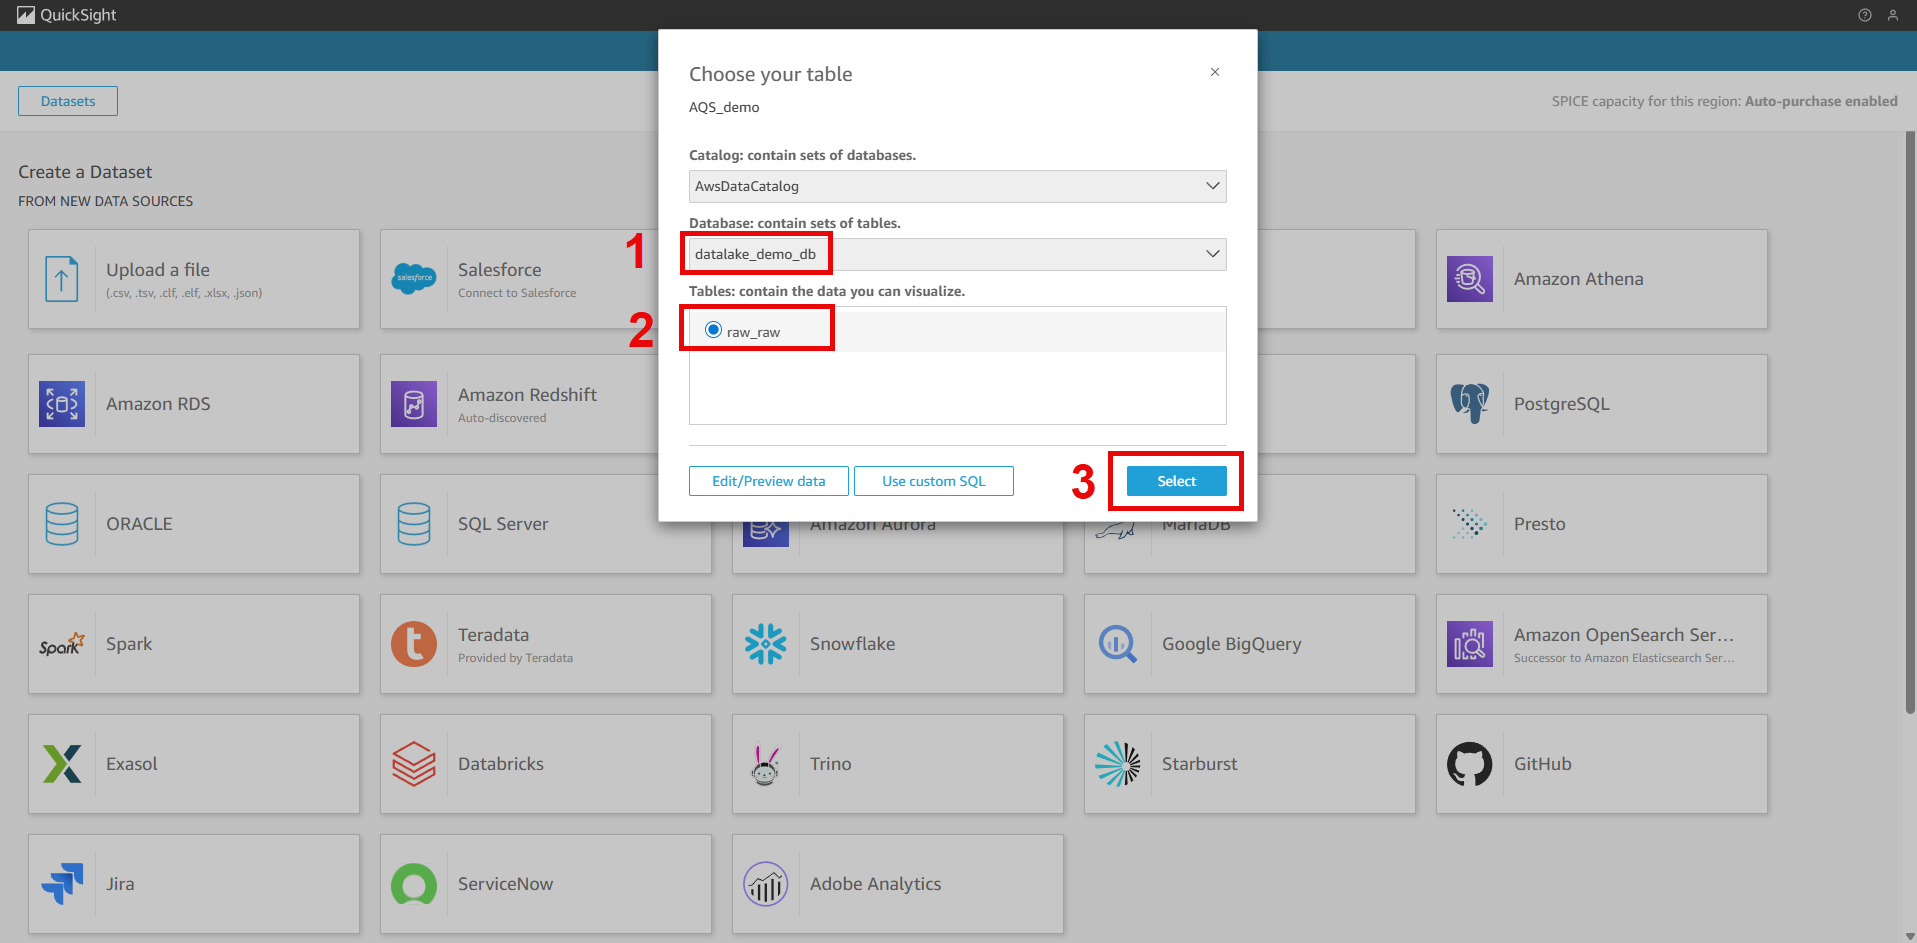 QuickSight
Choose your table
AQS_demo
Datasets
SPICE capacity for this region: Auto-purchase enabled
Catalog: contain sets of databases.
AwsDataCatalog
Database: contain sets of tables.
1
datalake_demo_db
Tables: contain the data you can visualize.
2
raw_raw
Edit/Preview data
Use custom SQL
3
Select
Create a Dataset
FROM NEW DATA SOURCES
Upload a file
(.csv, .tsv, .clf, .elf, .xlsx, .json)
salesforce
Salesforce
Connect to Salesforce
Amazon Athena
Amazon RDS
Amazon Redshift
Auto-discovered
PostgreSQL
ORACLE
SQL Server
Amazon Aurora
MariaDB
Presto
Spark
Spark
t
Teradata
Provided by Teradata
Snowflake
Google BigQuery
Amazon OpenSearch Ser...
Successor to Amazon Elasticsearch Ser...
Exasol
Databricks
Trino
Starburst
GitHub
Jira
ServiceNow
Adobe Analytics